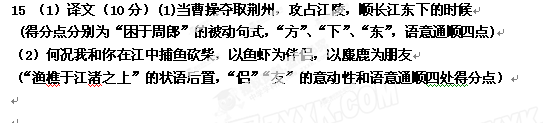 15 （1）译文（10 分）(1)当曹操夺取荆州，攻占江陵，顺长江东下的时候
(得分点分别为“困于周郎”的被动句式，“方”、“下”、“东”，语意通顺四点）
（2）何况我和你在江中捕鱼砍柴，以鱼虾为伴侣，以麋鹿为朋友
(“渔樵于江渚之上”的状语后置，“侣”“友”的意动性和语意通顺四处得分点）